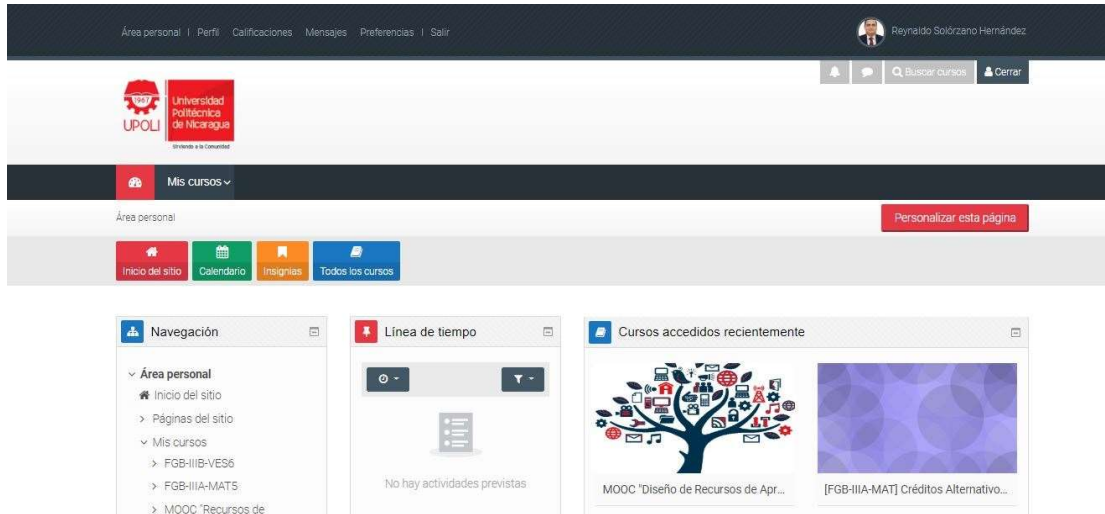 Área personal | Perfil Calificaciones Mensajes Preferencias | Salir
Reynaldo Solórzano Hernández
Buscar cursos Cerrar
1967
UPOLI
Universidad
Politécnica
de Nicaragua
Sirviendo a la Comunidad
Mis cursos
Área personal
Personalizar esta página
Inicio del sitio
Calendario
Insignias
Todos los cursos
Navegación
Área personal
Inicio del sitio
Páginas del sitio
Mis cursos
FGB-IIIB-VES6
FGB-IIIA-MAT5
MOOC "Recursos de
Línea de tiempo
No hay actividades previstas
Cursos accedidos recientemente
MOOC "Diseño de Recursos de Apr...
[FGB-IIIA-MAT] Créditos Alternativo...